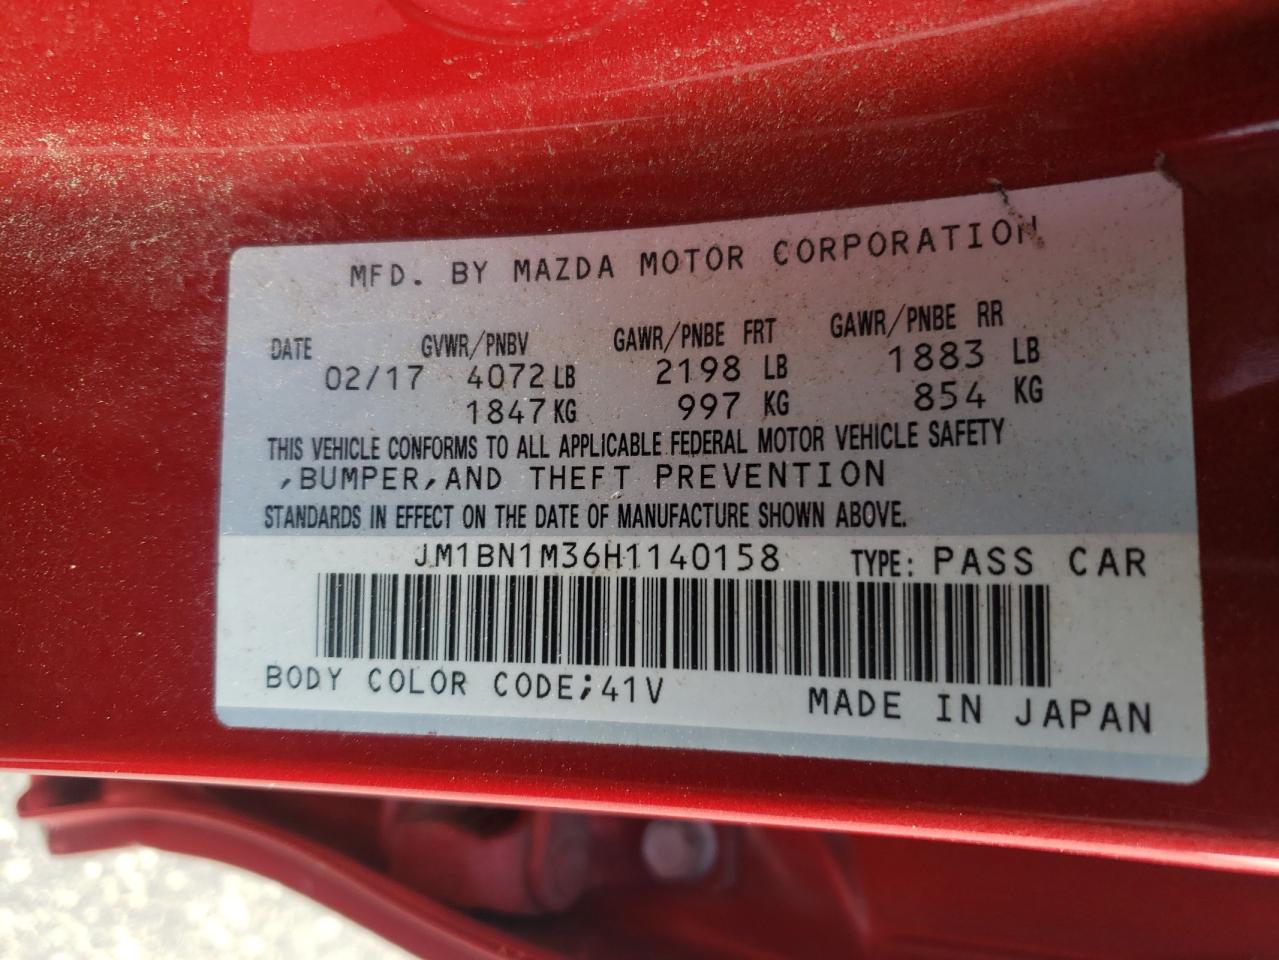 MFD. BY MAZDA MOTOR CORPORATION
DATE GVWR/PNBV GAWR/PNBE FRT GAWR/PNBE RR
02/17 4072 LB 2198 LB 1883 LB
1847 KG 997 KG 854 KG
THIS VEHICLE CONFORMS TO ALL APPLICABLE FEDERAL MOTOR VEHICLE SAFETY
,BUMPER,AND THEFT PREVENTION
STANDARDS IN EFFECT ON THE DATE OF MANUFACTURE SHOWN ABOVE.
JM1BN1M36H1140158 TYPE: PASS CAR
BODY COLOR CODE;41V MADE IN JAPAN